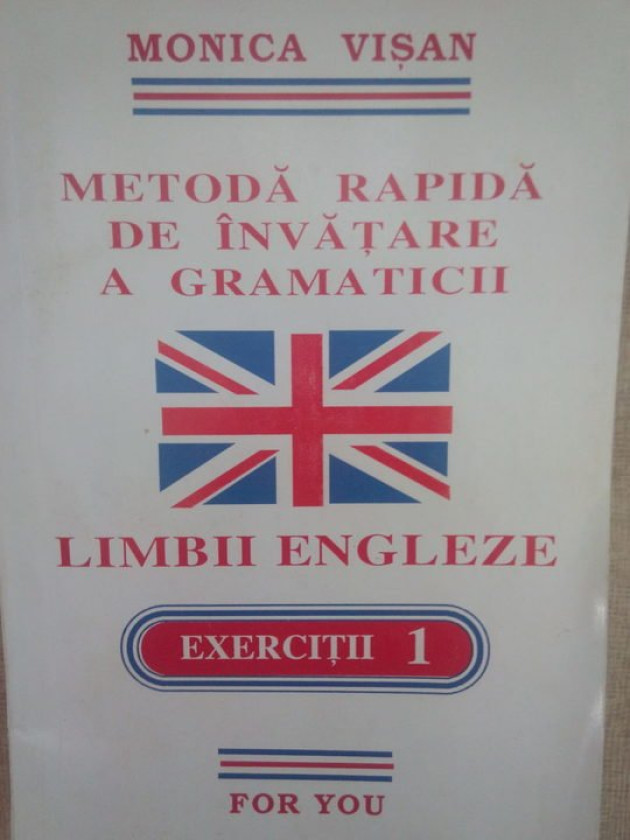 MONICA VIȘAN
METODĂ RAPIDĂ
DE ÎNVĂȚARE
A GRAMATICII
LIMBII ENGLEZE
EXERCIȚII 1
FOR YOU